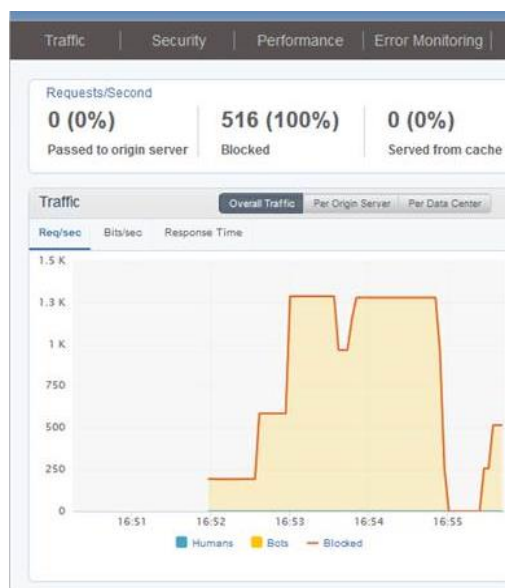 Traffic Security Performance Error Monitoring
Requests/Second
0 (0%) 516 (100%) 0 (0%)
Passed to origin server Blocked Served from cache
Traffic Overall Traffic Per Origin Server Per Data Center
Req/sec Bits/sec Response Time
1.5 K
1.3 K
1 K
750
500
250
0
16:51 16:52 16:53 16:54 16:55
Humans Bots Blocked